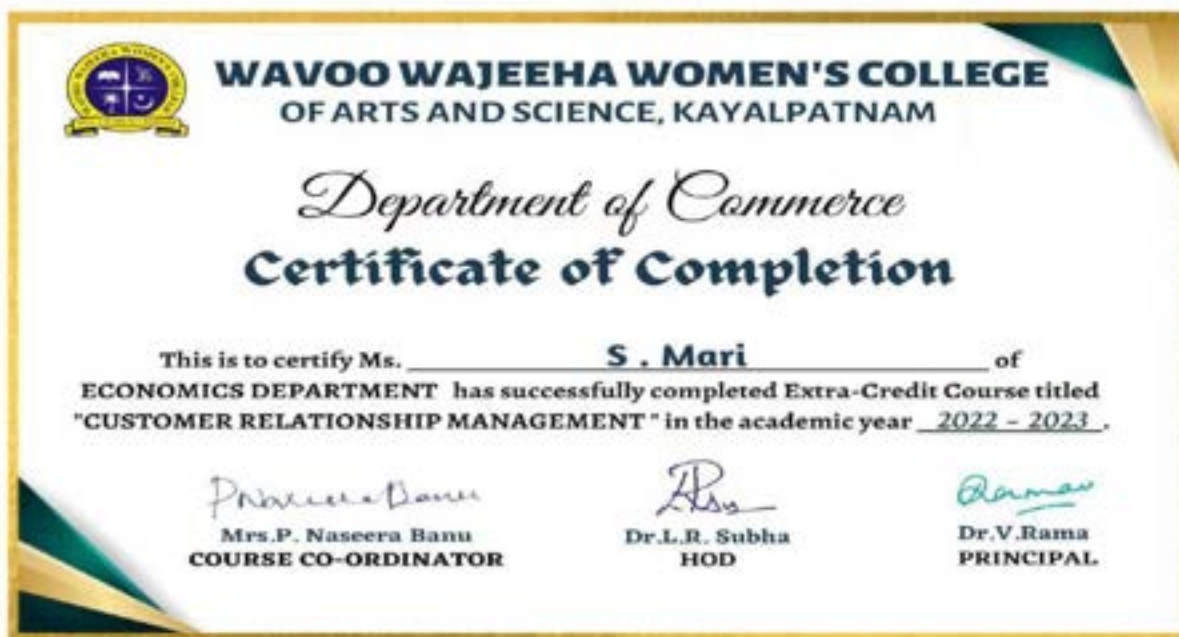 WAVOO WAJEEHA WOMEN'S COLLEGE
OF ARTS AND SCIENCE, KAYALPATNAM
Department of Commerce
Certificate of Completion
This is to certify Ms. S . Mari of
ECONOMICS DEPARTMENT has successfully completed Extra-Credit Course titled
"CUSTOMER RELATIONSHIP MANAGEMENT " in the academic year 2022 - 2023 .
Mrs.P. Naseera Banu Dr.L.R. Subha Dr.V.Rama
COURSE CO-ORDINATOR HOD PRINCIPAL